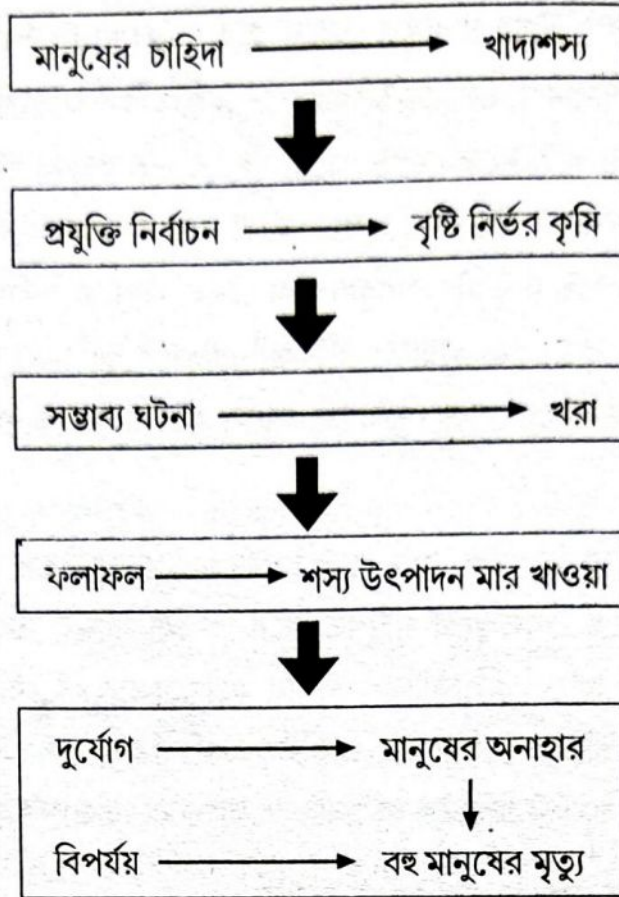 মানুষের চাহিদা → খাদ্যশস্য
প্রযুক্তি নির্বাচন → বৃষ্টি নির্ভর কৃষি
সম্ভাব্য ঘটনা → খরা
ফলাফল → শস্য উৎপাদন মার খাওয়া
দুর্যোগ → মানুষের অনাহার
বিপর্যয় → বহু মানুষের মৃত্যু